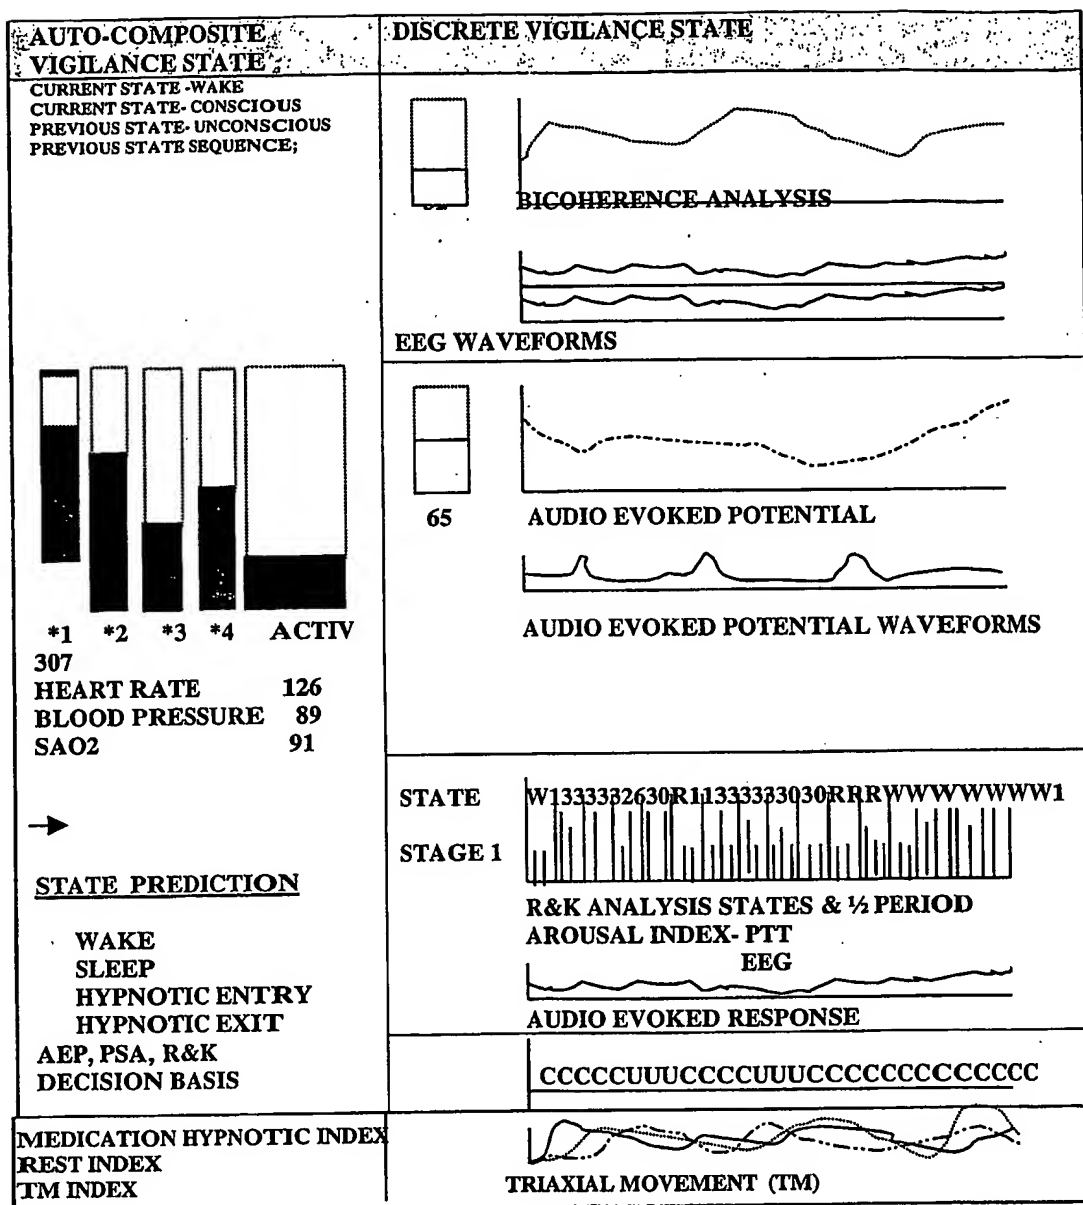 AUTO-COMPOSITE
VIGILANCE STATE
CURRENT STATE -WAKE
CURRENT STATE- CONSCIOUS
PREVIOUS STATE- UNCONSCIOUS
PREVIOUS STATE SEQUENCE;
*1 *2 *3 *4 ACTIV
307
HEART RATE 126
BLOOD PRESSURE 89
SAO2 91
STATE PREDICTION
WAKE
SLEEP
HYPNOTIC ENTRY
HYPNOTIC EXIT
AEP, PSA, R&K
DECISION BASIS
MEDICATION HYPNOTIC INDEX
REST INDEX
TM INDEX
DISCRETE VIGILANCE STATE
BICOHERENCE ANALYSIS
EEG WAVEFORMS
65
AUDIO EVOKED POTENTIAL
AUDIO EVOKED POTENTIAL WAVEFORMS
STATE
STAGE 1
R&K ANALYSIS STATES & ½ PERIOD
AROUSAL INDEX- PTT
EEG
AUDIO EVOKED RESPONSE
CCCCCUUUCCCCUUUCCCCCCCCCCCCCC
TRIAXIAL MOVEMENT (TM)